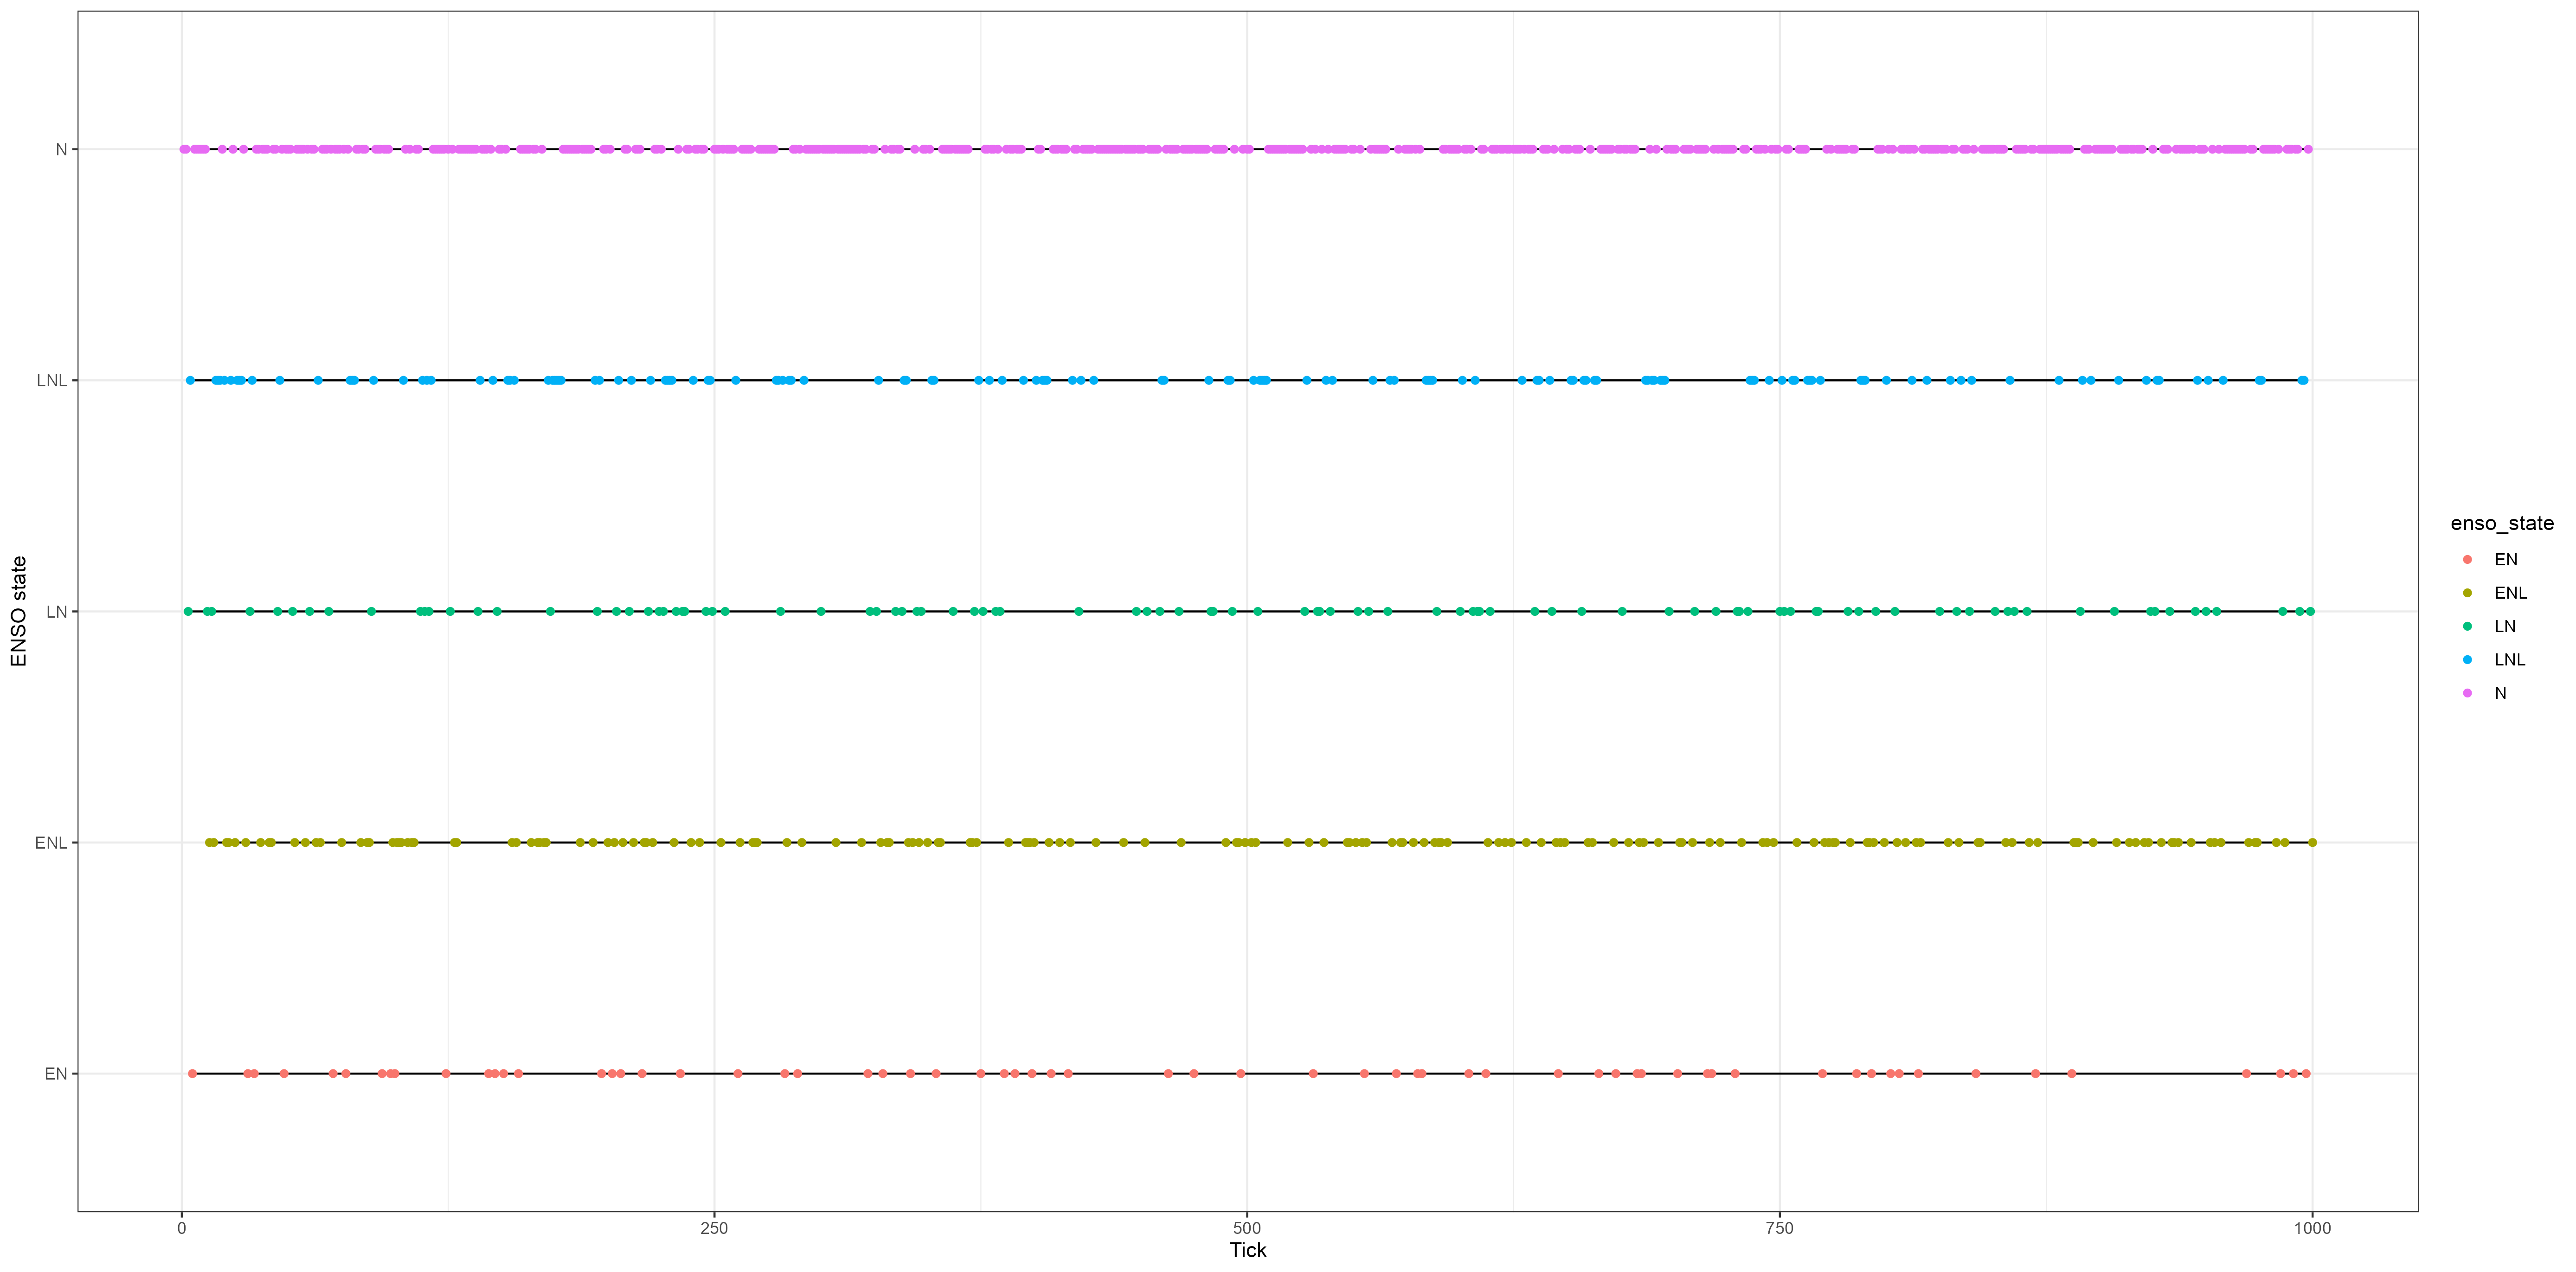 N
LNL
LN
ENL
EN
ENSO state
0 250 500 750 1000
Tick
enso_state
EN
ENL
LN
LNL
N